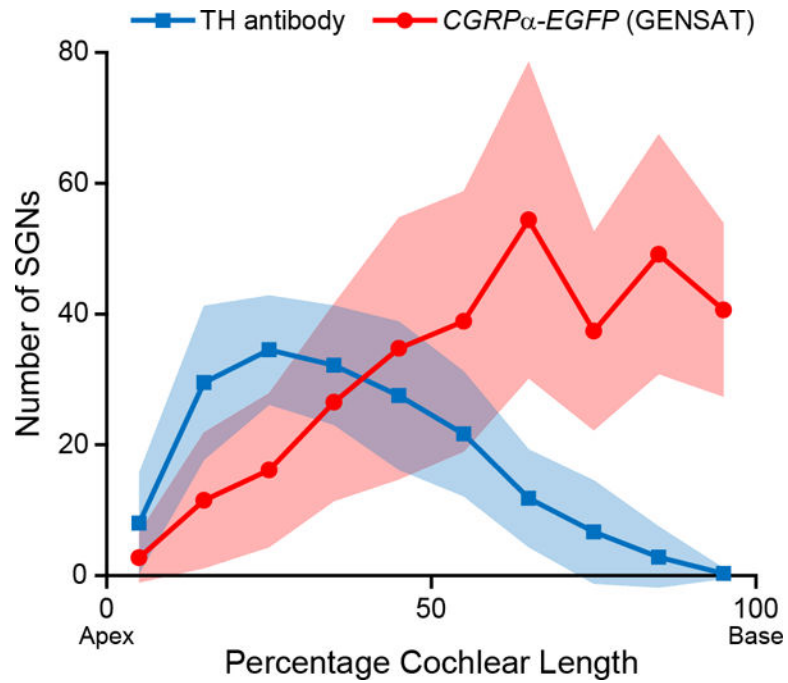 TH antibody CGRPα-EGFP (GENSAT)
80
60
40
20
0
Number of SGNs
0 50 100
Apex Base
Percentage Cochlear Length